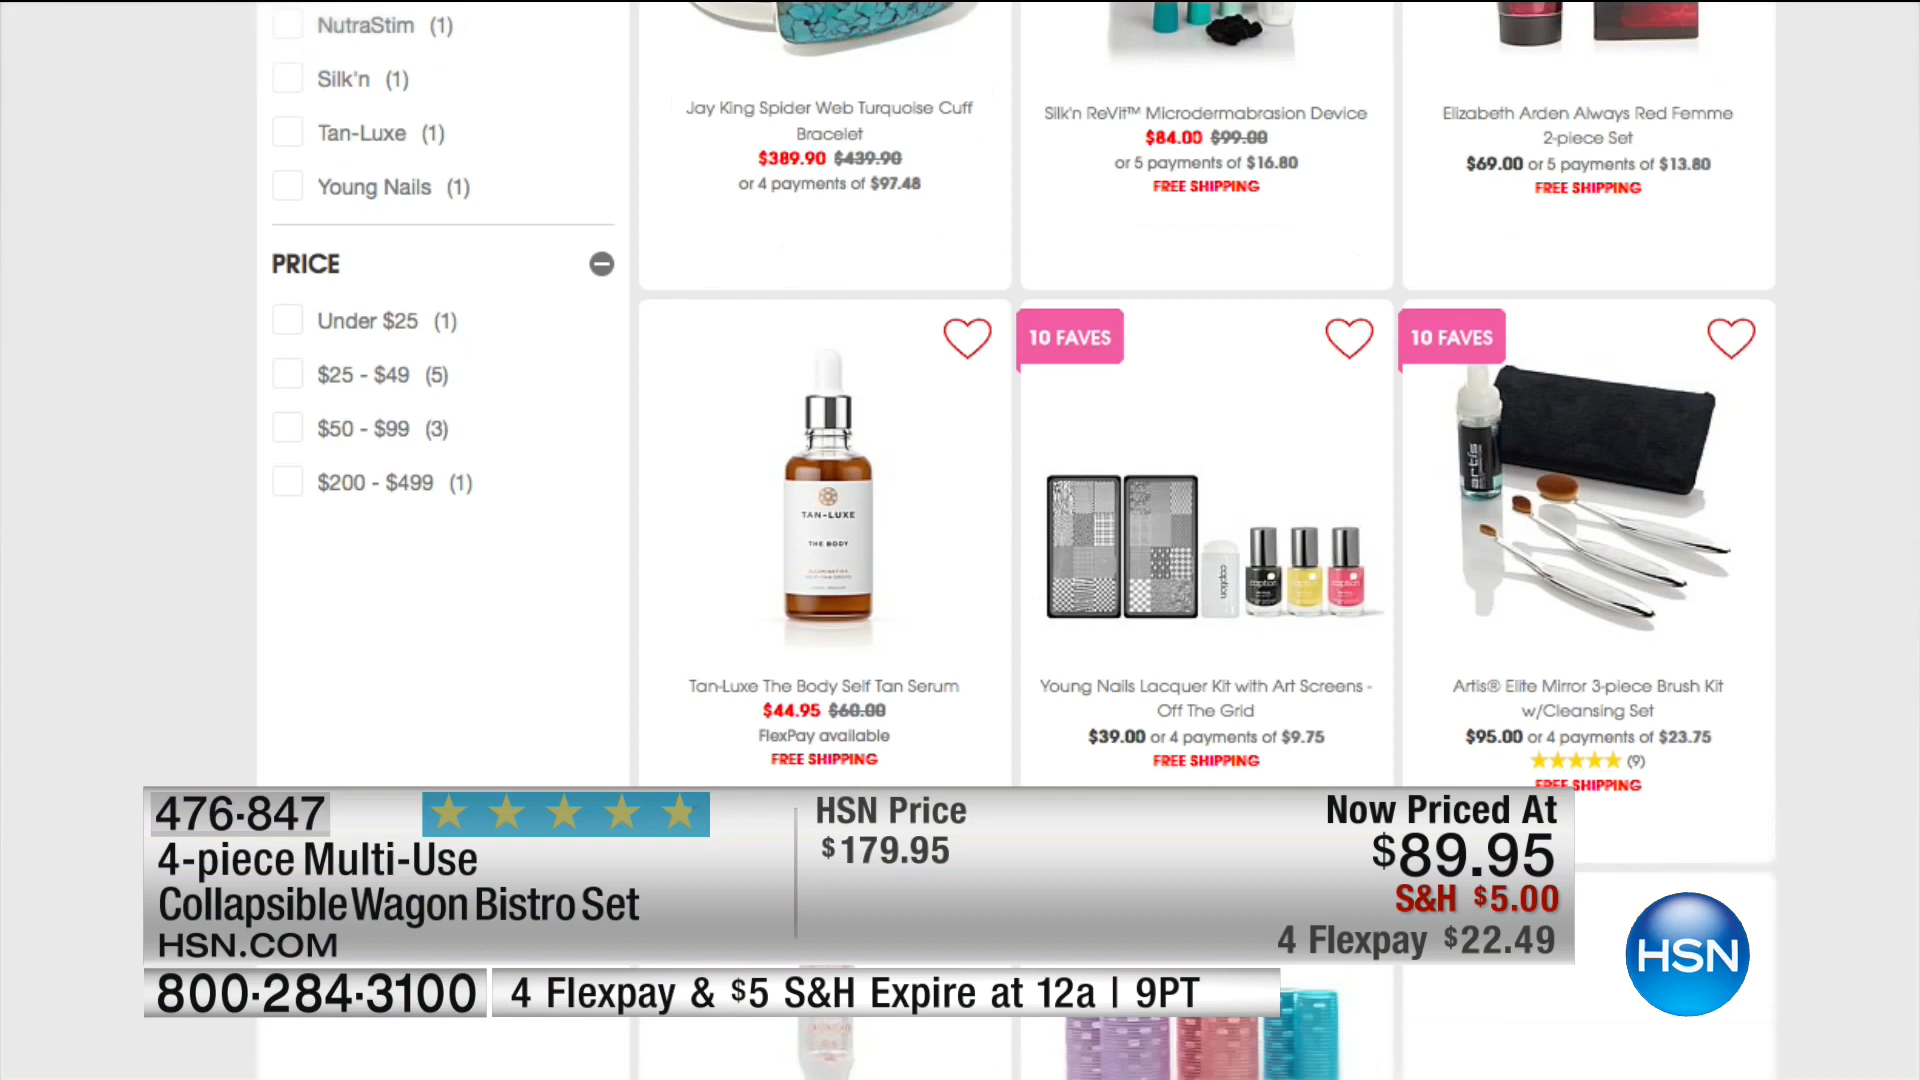 NutraStim (1)
Silk'n (1)
Tan-Luxe (1)
Young Nails (1)
PRICE
Under $25 (1)
$25 - $49 (5)
$50 - $99 (3)
$200 - $499 (1)
Jay King Spider Web Turquoise Cuff
Bracelet
$389.90 $439.90
or 4 payments of $97.48
Silk'n ReVit™ Microdermabrasion Device
$84.00 $99.00
or 5 payments of $16.80
FREE SHIPPING
Elizabeth Arden Always Red Femme
2-piece Set
$69.00 or 5 payments of $13.80
FREE SHIPPING
TAN-LUXE
THE BODY
Tan-Luxe The Body Self Tan Serum
$44.95 $60.00
FlexPay available
FREE SHIPPING
10 FAVES
caption
caption
caption
caption
Young Nails Lacquer Kit with Art Screens -
Off The Grid
$39.00 or 4 payments of $9.75
FREE SHIPPING
10 FAVES
artis
Artis® Elite Mirror 3-piece Brush Kit
w/Cleansing Set
$95.00 or 4 payments of $23.75
(9)
FREE SHIPPING
476-847
4-piece Multi-Use
Collapsible Wagon Bistro Set
HSN.COM
HSN Price
$179.95
Now Priced At
$89.95
S&H $5.00
4 Flexpay $22.49
800·284·3100
4 Flexpay & $5 S&H Expire at 12a | 9PT
HSN